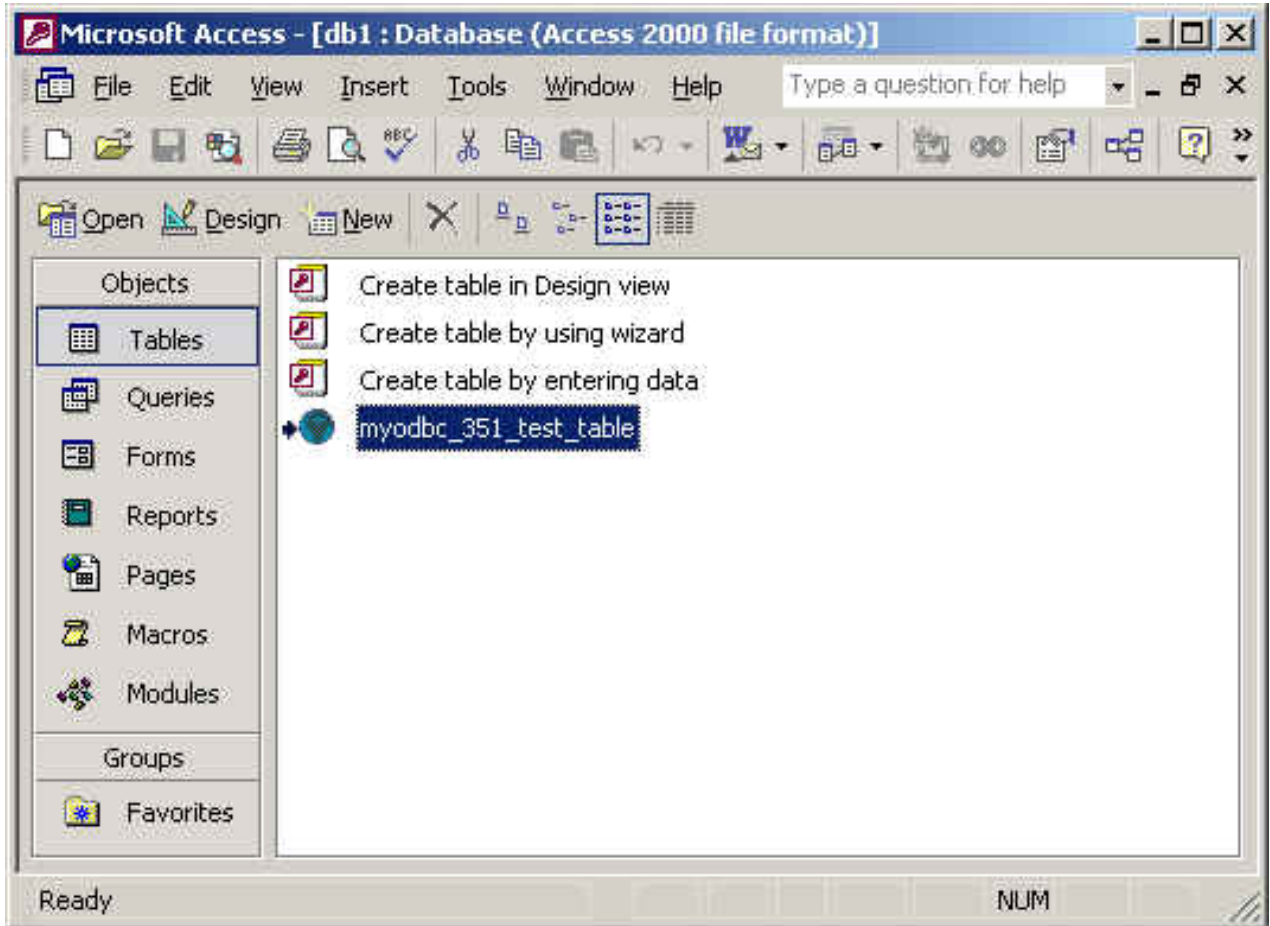 Microsoft Access - [db1 : Database (Access 2000 file format)]
File Edit View Insert Tools Window Help Type a question for help
ABC W ?
Open Design New
Objects
Tables
Queries
Forms
Reports
Pages
Macros
Modules
Groups
Favorites
Create table in Design view
Create table by using wizard
Create table by entering data
myodbc_351_test_table
Ready NUM